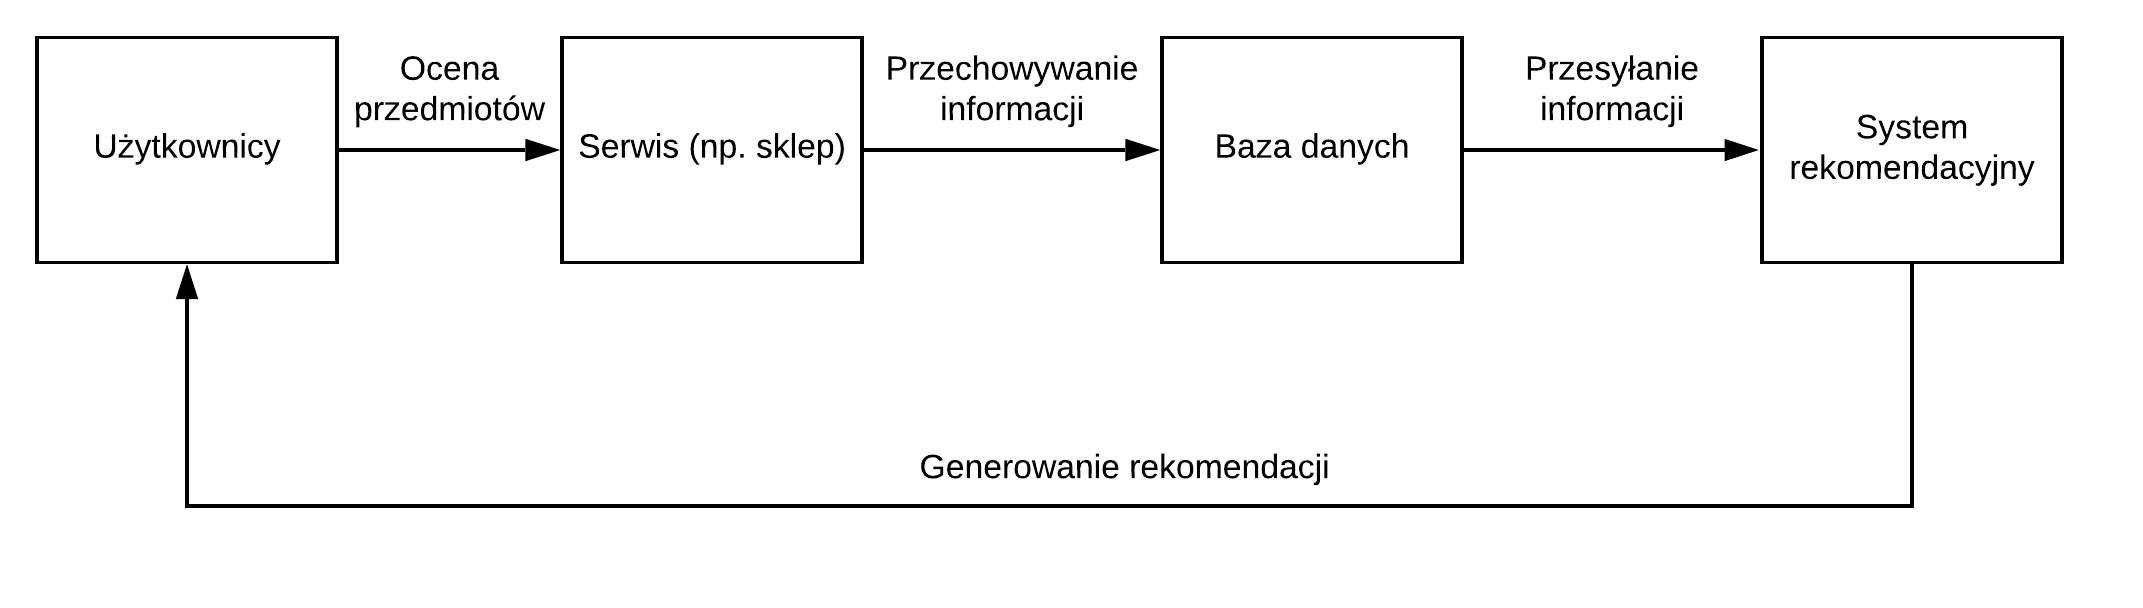 Użytkownicy
Ocena
przedmiotów
Serwis (np. sklep)
Przechowywanie
informacji
Baza danych
Przesyłanie
informacji
System
rekomendacyjny
Generowanie rekomendacji